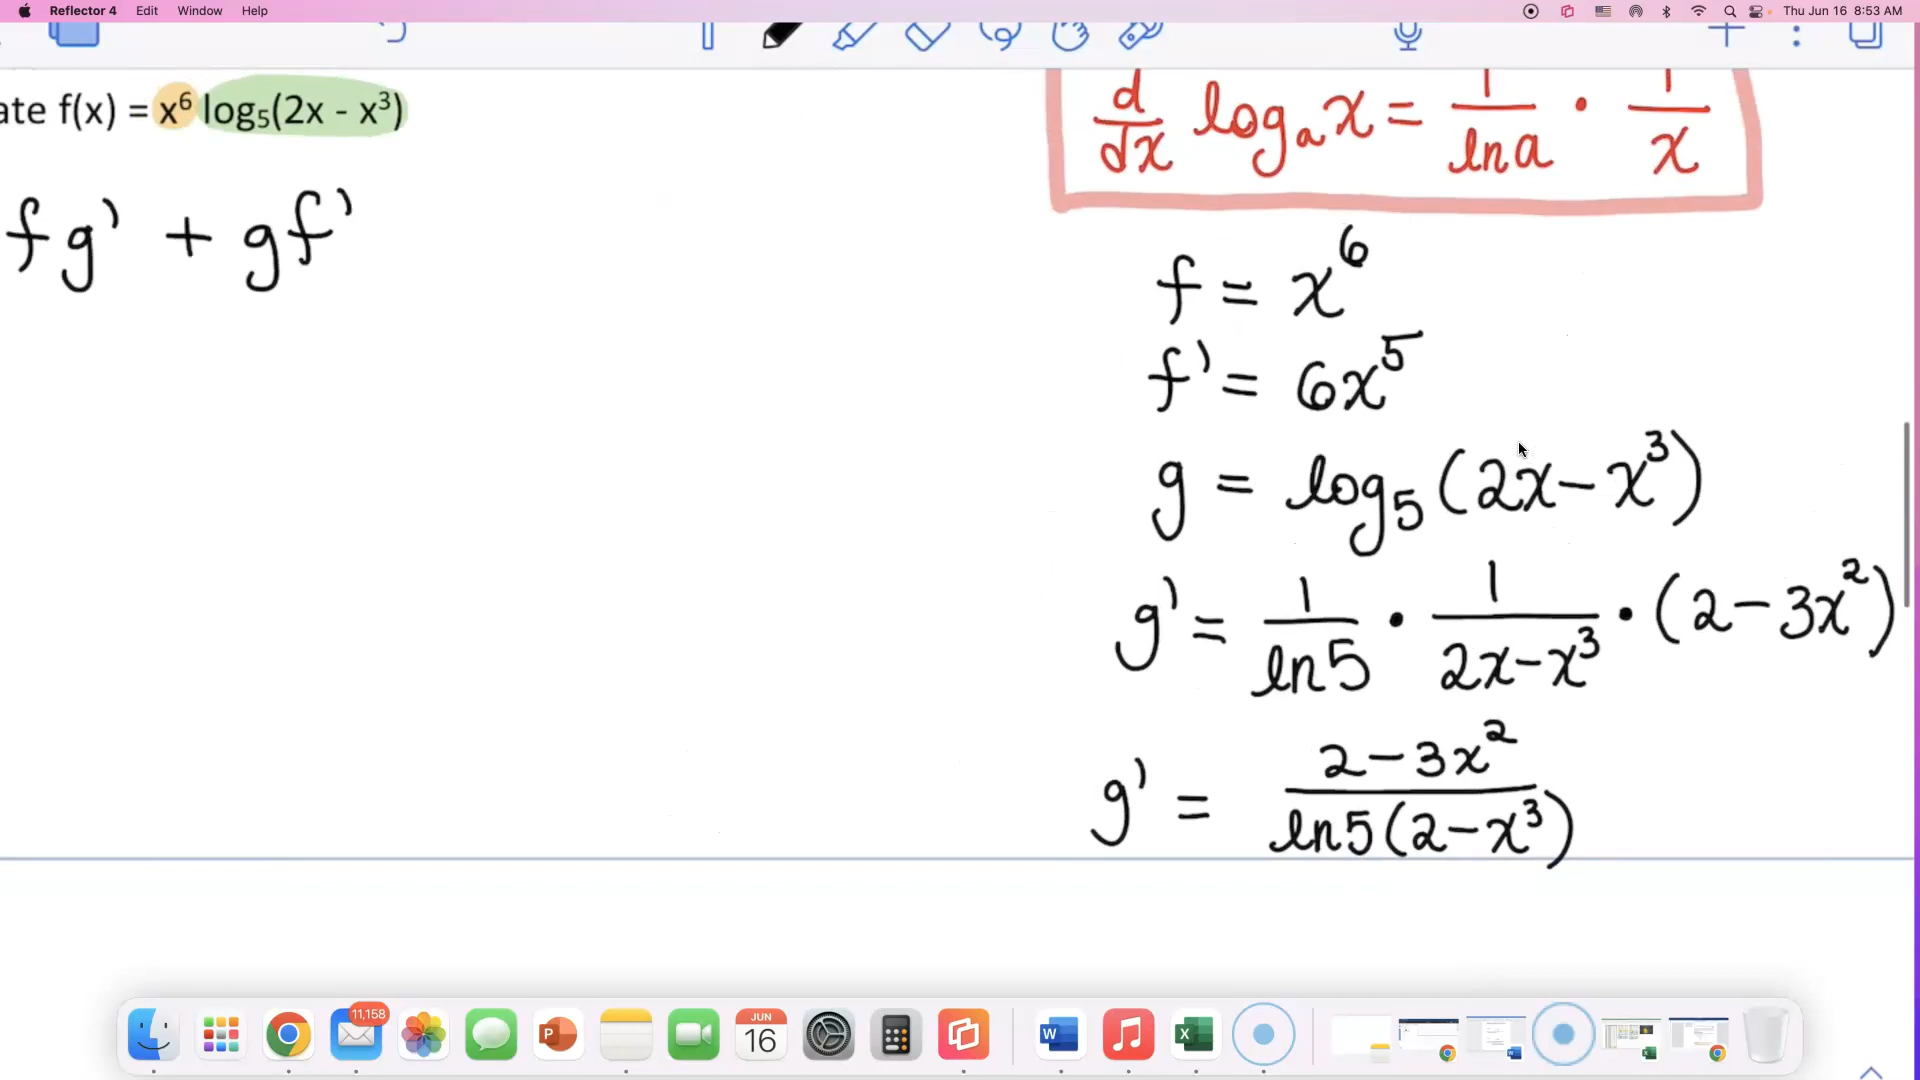 Reflector 4 Edit Window Help Thu Jun 16 8:53 AM
ate f(x) = x⁶ log₅(2x - x³)
d/dx logₐ x = 1/ln a · 1/x
fg' + gf'
f = x⁶
f' = 6x⁵
g = log₅ (2x - x³)
g' = 1/ln5 · 1/2x-x³ · (2 - 3x²)
g' = 2-3x²/ln5(2-x³)
11,158
JUN
16
P
W
X